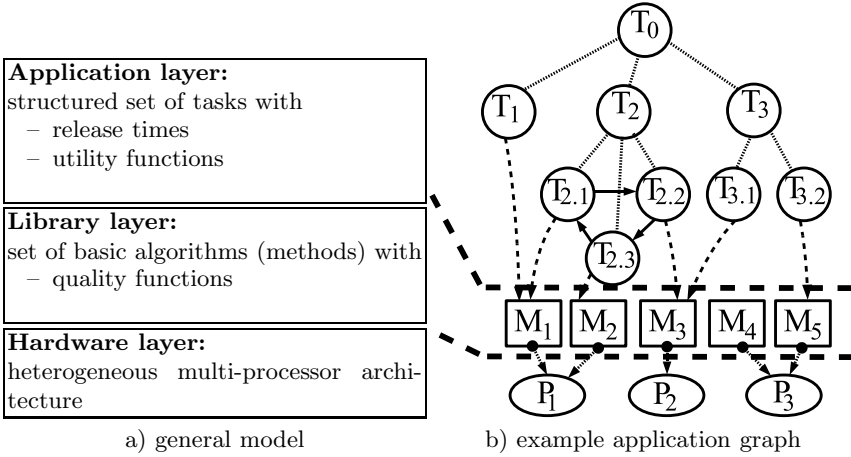 Application layer:
structured set of tasks with
– release times
– utility functions
Library layer:
set of basic algorithms (methods) with
– quality functions
Hardware layer:
heterogeneous multi-processor archi-
tecture
a) general model
T0
T1 T2 T3
T2.1 T2.2 T3.1 T3.2
T2.3
M1 M2 M3 M4 M5
P1 P2 P3
b) example application graph